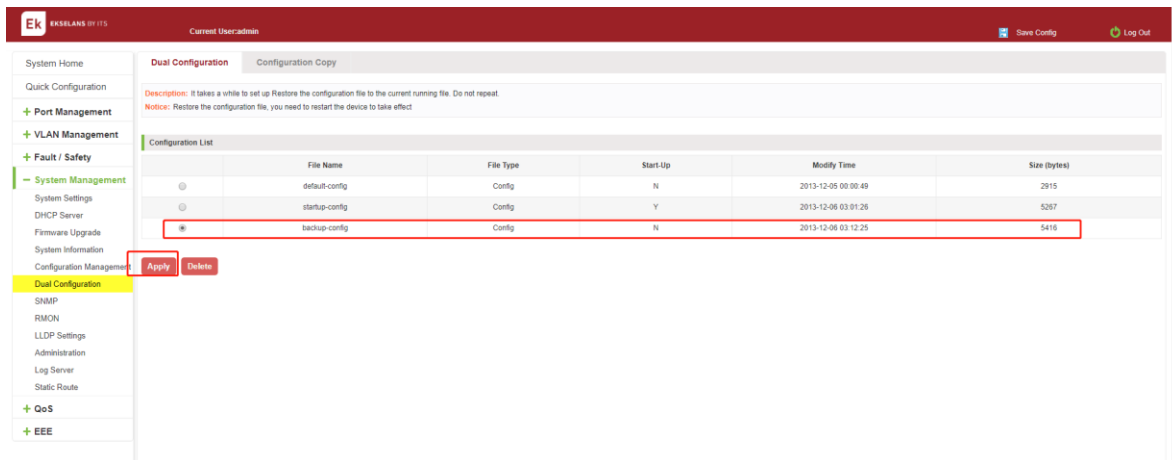 Ek EKSELANS BY ITS
Current User:admin
Save Config
Log Out
System Home
Quick Configuration
+ Port Management
+ VLAN Management
+ Fault / Safety
− System Management
System Settings
DHCP Server
Firmware Upgrade
System Information
Configuration Management
Dual Configuration
SNMP
RMON
LLDP Settings
Administration
Log Server
Static Route
+ QoS
+ EEE
Dual Configuration Configuration Copy
Description: It takes a while to set up Restore the configuration file to the current running file. Do not repeat.
Notice: Restore the configuration file, you need to restart the device to take effect
Configuration List
File Name File Type Start-Up Modify Time Size (bytes)
default-config Config N 2013-12-05 00:00:49 2915
startup-config Config Y 2013-12-06 03:01:26 5267
backup-config Config N 2013-12-06 03:12:25 5416
Apply Delete